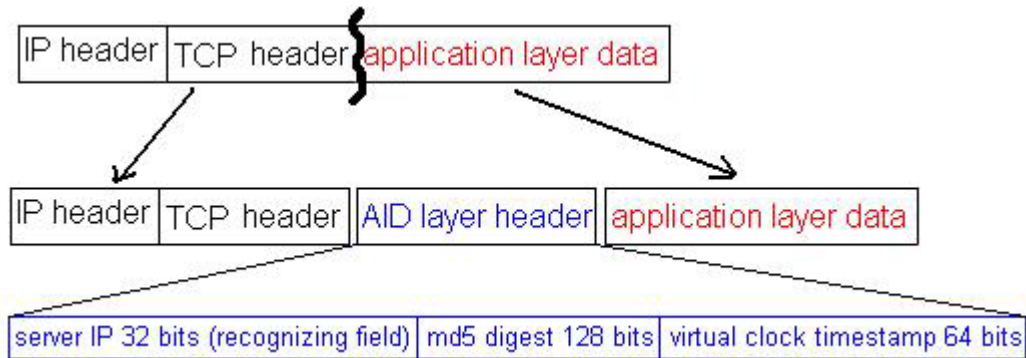 IP header TCP header application layer data
IP header TCP header AID layer header application layer data
server IP 32 bits (recognizing field) md5 digest 128 bits virtual clock timestamp 64 bits